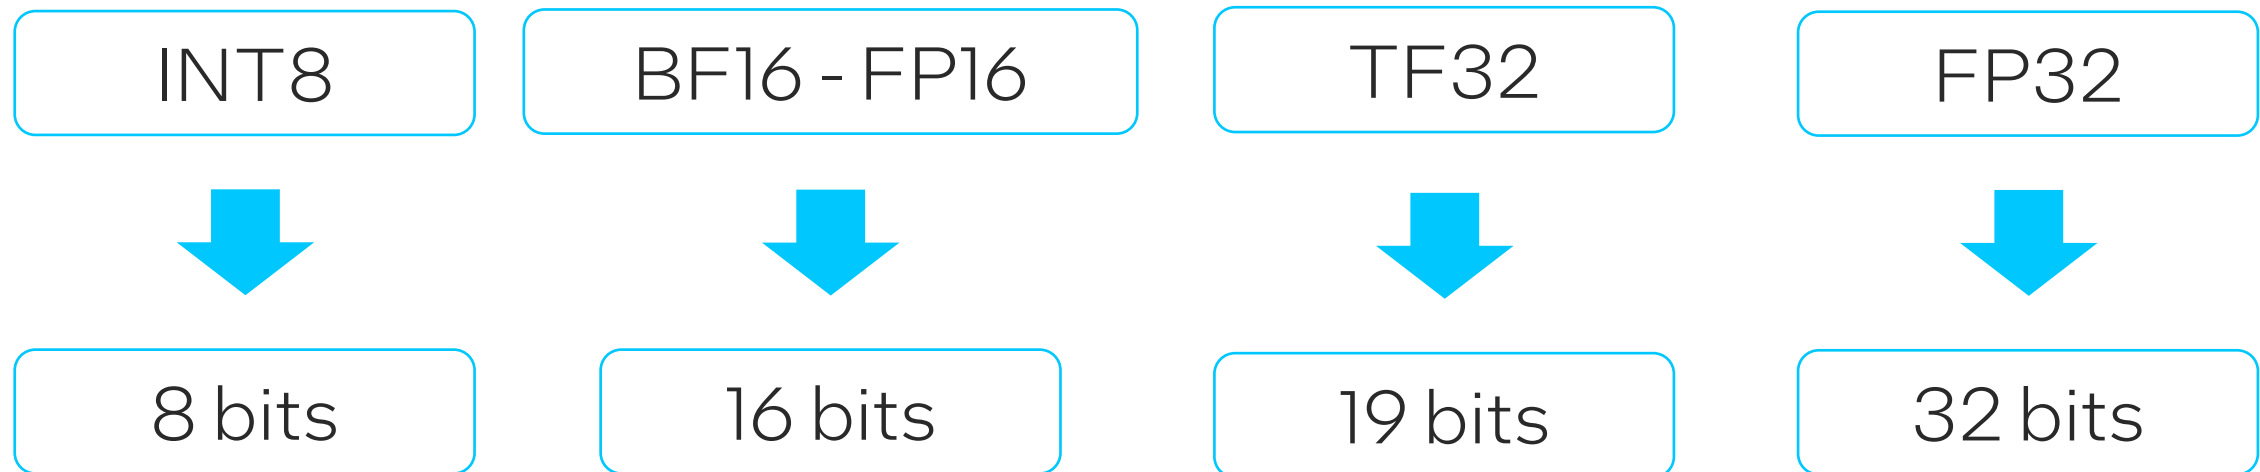 INT8
BF16 - FP16
TF32
FP32
8 bits
16 bits
19 bits
32 bits